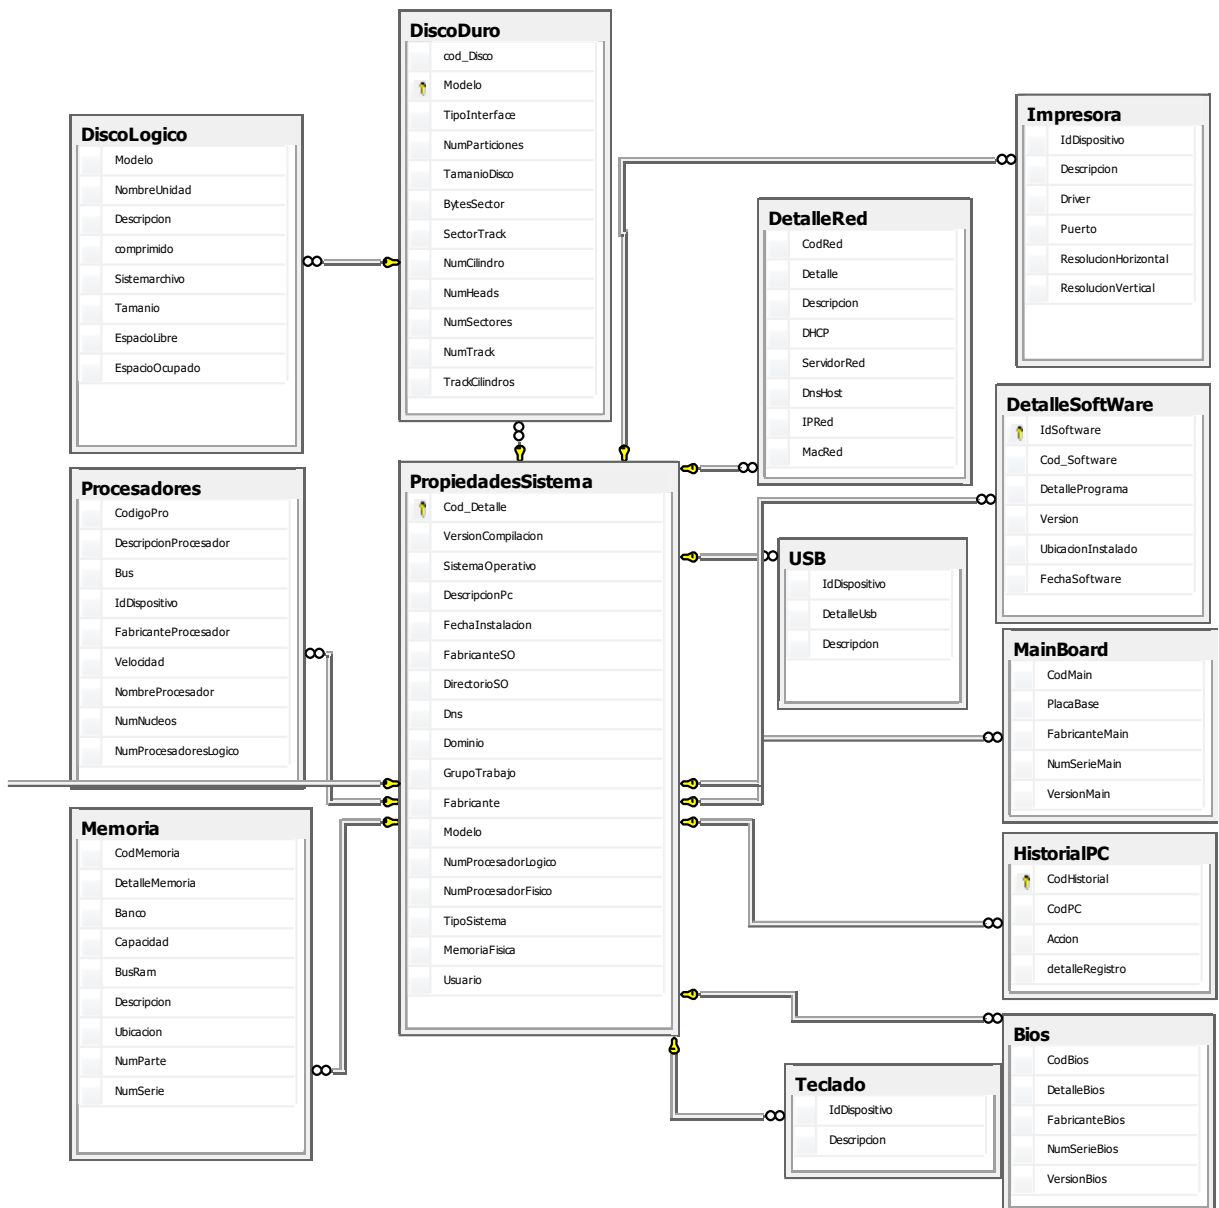 DiscoDuro
cod_Disco
Modelo
TipoInterface
NumParticiones
TamanioDisco
BytesSector
SectorTrack
NumCilindro
NumHeads
NumSectores
NumTrack
TrackCilindros
DiscoLogico
Modelo
NombreUnidad
Descripcion
comprimido
Sistemarchivo
Tamanio
EspacioLibre
EspacioOcupado
Impresora
IdDispositivo
Descripcion
Driver
Puerto
ResolucionHorizontal
ResolucionVertical
DetalleRed
CodRed
Detalle
Descripcion
DHCP
ServidorRed
DnsHost
IPRed
MacRed
DetalleSoftWare
IdSoftware
Cod_Software
DetallePrograma
Version
UbicacionInstalado
FechaSoftware
Procesadores
CodigoPro
DescripcionProcesador
Bus
IdDispositivo
FabricanteProcesador
Velocidad
NombreProcesador
NumNucleos
NumProcesadoresLogico
PropiedadesSistema
Cod_Detalle
VersionCompilacion
SistemaOperativo
DescripcionPc
FechaInstalacion
FabricanteSO
DirectorioSO
Dns
Dominio
GrupoTrabajo
Fabricante
Modelo
NumProcesadorLogico
NumProcesadorFisico
TipoSistema
MemoriaFisica
Usuario
USB
IdDispositivo
DetalleUsb
Descripcion
MainBoard
CodMain
PlacaBase
FabricanteMain
NumSerieMain
VersionMain
Memoria
CodMemoria
DetalleMemoria
Banco
Capacidad
BusRam
Descripcion
Ubicacion
NumParte
NumSerie
HistorialPC
CodHistorial
CodPC
Accion
detalleRegistro
Bios
CodBios
DetalleBios
FabricanteBios
NumSerieBios
VersionBios
Teclado
IdDispositivo
Descripcion